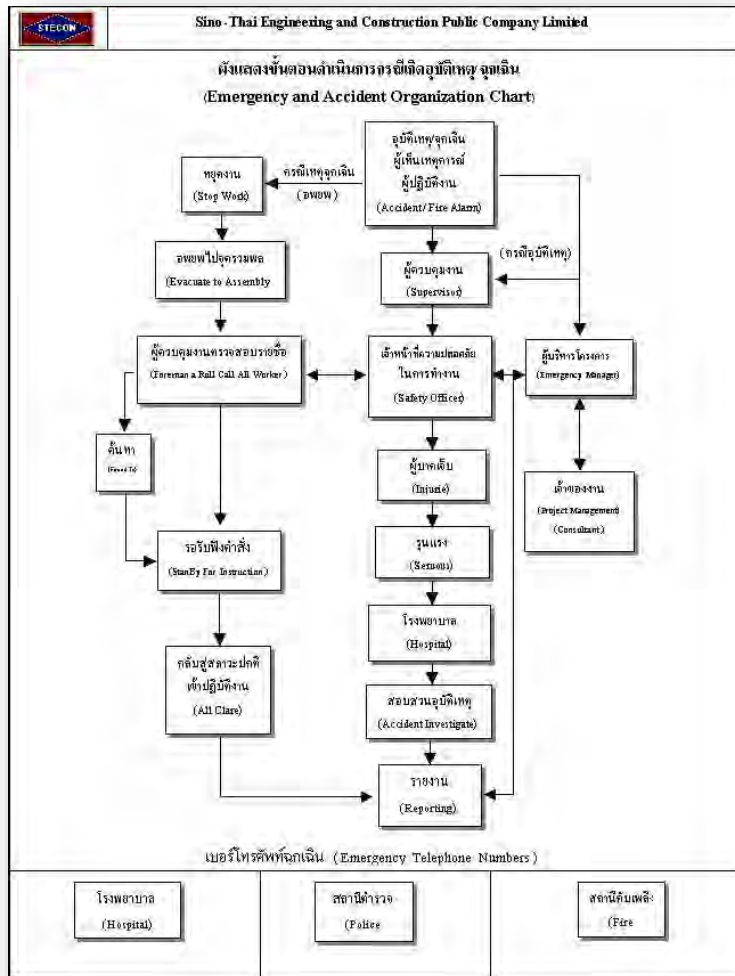 STECON
Sino-Thai Engineering and Construction Public Company Limited
ผังแสดงขั้นตอนดำเนินการกรณีเกิดอุบัติเหตุ/ฉุกเฉิน
(Emergency and Accident Organization Chart)
อุบัติเหตุ/ฉุกเฉิน
ผู้เห็นเหตุการณ์
ผู้ปฏิบัติงาน
(Accident/Fire Alarm)
กรณีเหตุฉุกเฉิน
(อพยพ)
หยุดงาน
(Stop Work)
(กรณีอุบัติเหตุ)
อพยพไปจุดรวมพล
(Evacuate to Assembly
ผู้ควบคุมงาน
(Supervisor)
ผู้ควบคุมงานตรวจสอบรายชื่อ
(Foreman a Roll Call All Worker)
เจ้าหน้าที่ความปลอดภัย
ในการทำงาน
(Safety Officer)
ผู้บริหารโครงการ
(Emergency Manager)
ค้นหา
ผู้บาดเจ็บ
(Injurie)
เจ้าของงาน
(Project Management)
(Consultant)
รอรับฟังคำสั่ง
(StanBy For Instruction)
รุนแรง
(Seruous)
โรงพยาบาล
(Hospital)
กลับสู่สภาวะปกติ
เข้าปฏิบัติงาน
(All Clare)
สอบสวนอุบัติเหตุ
(Accident Investigate)
รายงาน
(Reporting)
เบอร์โทรศัพท์ฉุกเฉิน (Emergency Telephone Numbers)
โรงพยาบาล
(Hospital)
สถานีตำรวจ
(Police
สถานีดับเพลิง
(Fire